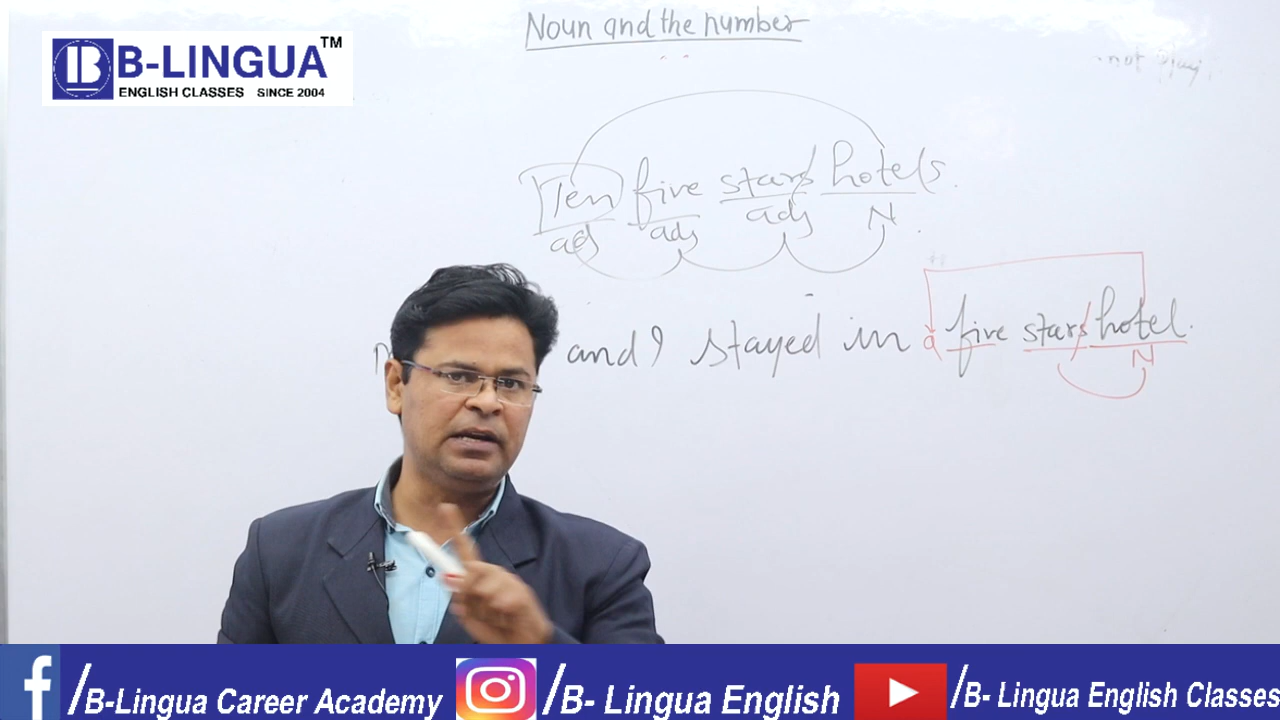 Noun and the number
B-LINGUA™
ENGLISH CLASSES SINCE 2004
not
Ten five stars hotels.
adj adj adj N
and I stayed in a five stars hotel.
N
/B-Lingua Career Academy /B- Lingua English /B- Lingua English Classes